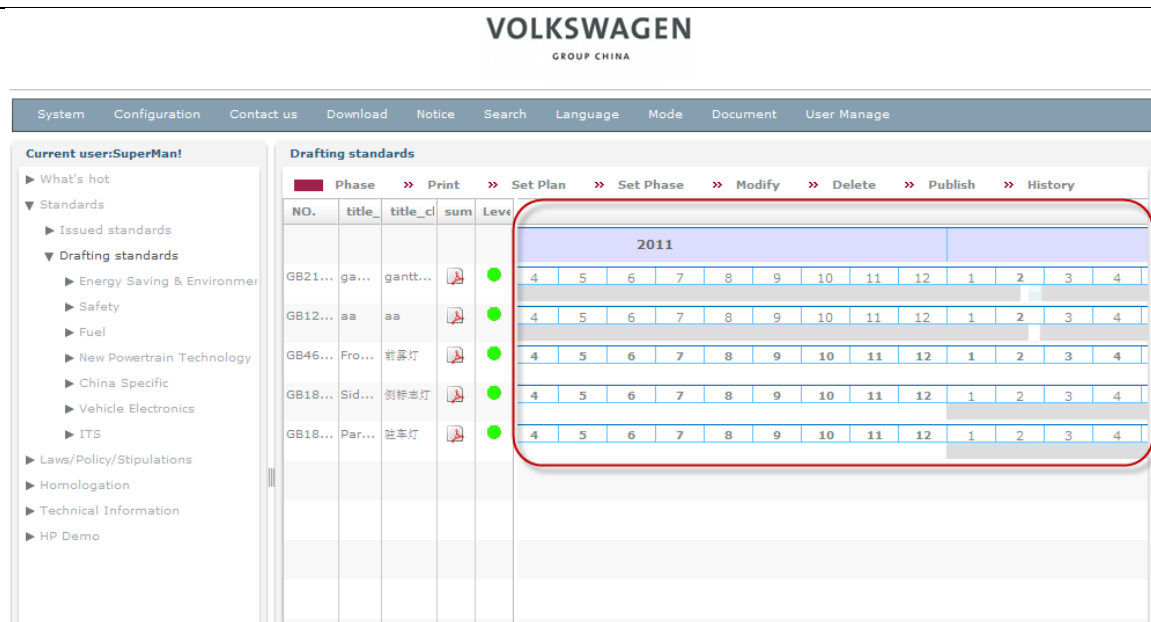 VOLKSWAGEN
GROUP CHINA
System Configuration Contact us Download Notice Search Language Mode Document User Manage
Current user:SuperMan!
What's hot
Standards
Issued standards
Drafting standards
Energy Saving & Environmer
Safety
Fuel
New Powertrain Technology
China Specific
Vehicle Electronics
ITS
Laws/Policy/Stipulations
Homologation
Technical Information
HP Demo
Drafting standards
Phase » Print » Set Plan » Set Phase » Modify » Delete » Publish » History
NO. title_ title_cl sum Leve
2011
GB21... ga... gantt... 4 5 6 7 8 9 10 11 12 1 2 3 4
GB12... aa aa 4 5 6 7 8 9 10 11 12 1 2 3 4
GB46... Fro... 前雾灯 4 5 6 7 8 9 10 11 12 1 2 3 4
GB18... Sid... 侧标志灯 4 5 6 7 8 9 10 11 12 1 2 3 4
GB18... Par... 驻车灯 4 5 6 7 8 9 10 11 12 1 2 3 4